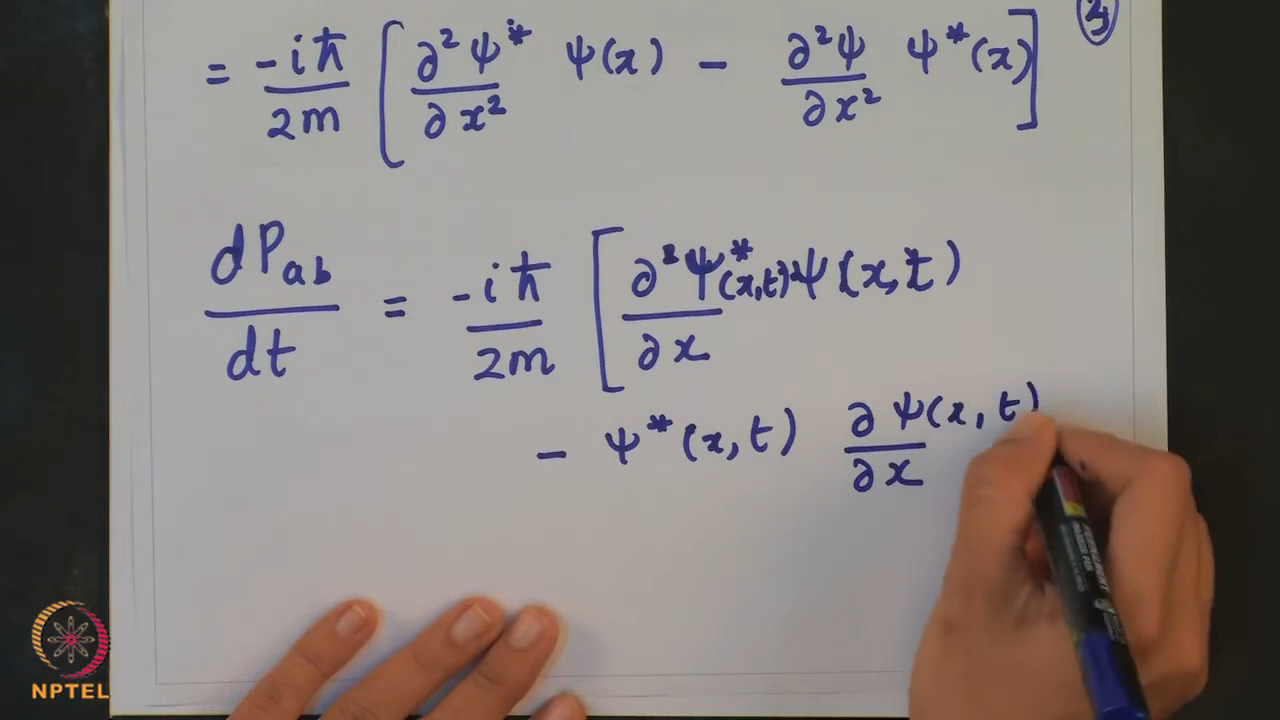 = -iħ/2m [ ∂²ψ*/∂x² ψ(x) - ∂²ψ/∂x² ψ*(x) ]
dP_ab/dt = -iħ/2m [ ∂²ψ*(x,t)/∂x ψ(x,t)
- ψ*(x,t) ∂ψ(x,t)/∂x
NPTEL